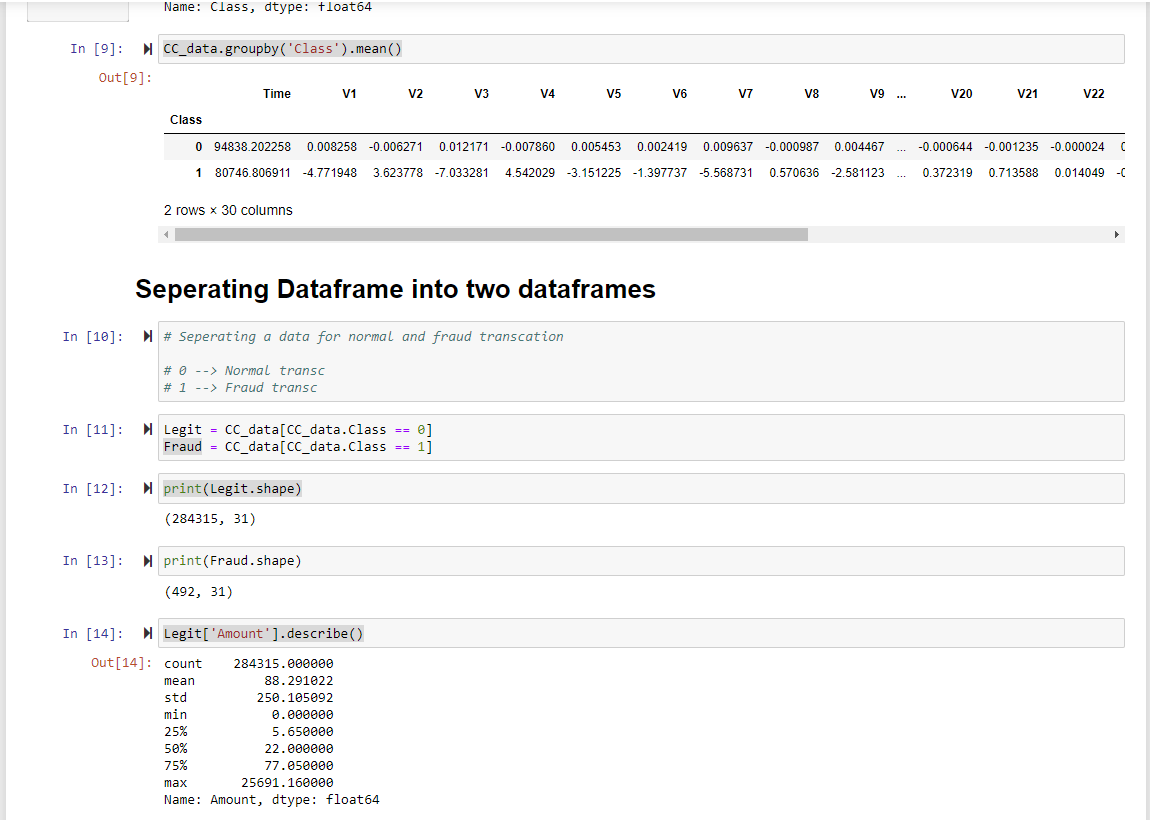 Name: Class, dtype: float64
In [9]: CC_data.groupby('Class').mean()
Out[9]:
Time V1 V2 V3 V4 V5 V6 V7 V8 V9 ... V20 V21 V22
Class
0 94838.202258 0.008258 -0.006271 0.012171 -0.007860 0.005453 0.002419 0.009637 -0.000987 0.004467 ... -0.000644 -0.001235 -0.000024
1 80746.806911 -4.771948 3.623778 -7.033281 4.542029 -3.151225 -1.397737 -5.568731 0.570636 -2.581123 ... 0.372319 0.713588 0.014049
2 rows × 30 columns
Seperating Dataframe into two dataframes
In [10]: # Seperating a data for normal and fraud transcation
# 0 --> Normal transc
# 1 --> Fraud transc
In [11]: Legit = CC_data[CC_data.Class == 0]
Fraud = CC_data[CC_data.Class == 1]
In [12]: print(Legit.shape)
(284315, 31)
In [13]: print(Fraud.shape)
(492, 31)
In [14]: Legit['Amount'].describe()
Out[14]: count 284315.000000
mean 88.291022
std 250.105092
min 0.000000
25% 5.650000
50% 22.000000
75% 77.050000
max 25691.160000
Name: Amount, dtype: float64